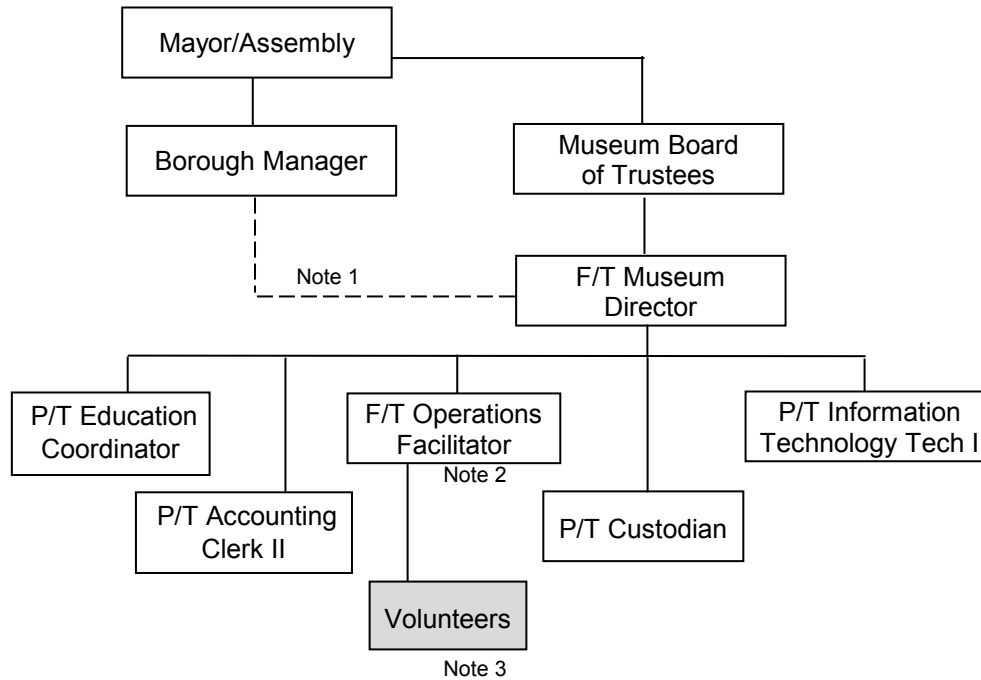 Mayor/Assembly
Borough Manager
Museum Board
of Trustees
Note 1
F/T Museum
Director
P/T Education
Coordinator
F/T Operations
Facilitator
P/T Information
Technology Tech I
Note 2
P/T Accounting
Clerk II
P/T Custodian
Volunteers
Note 3